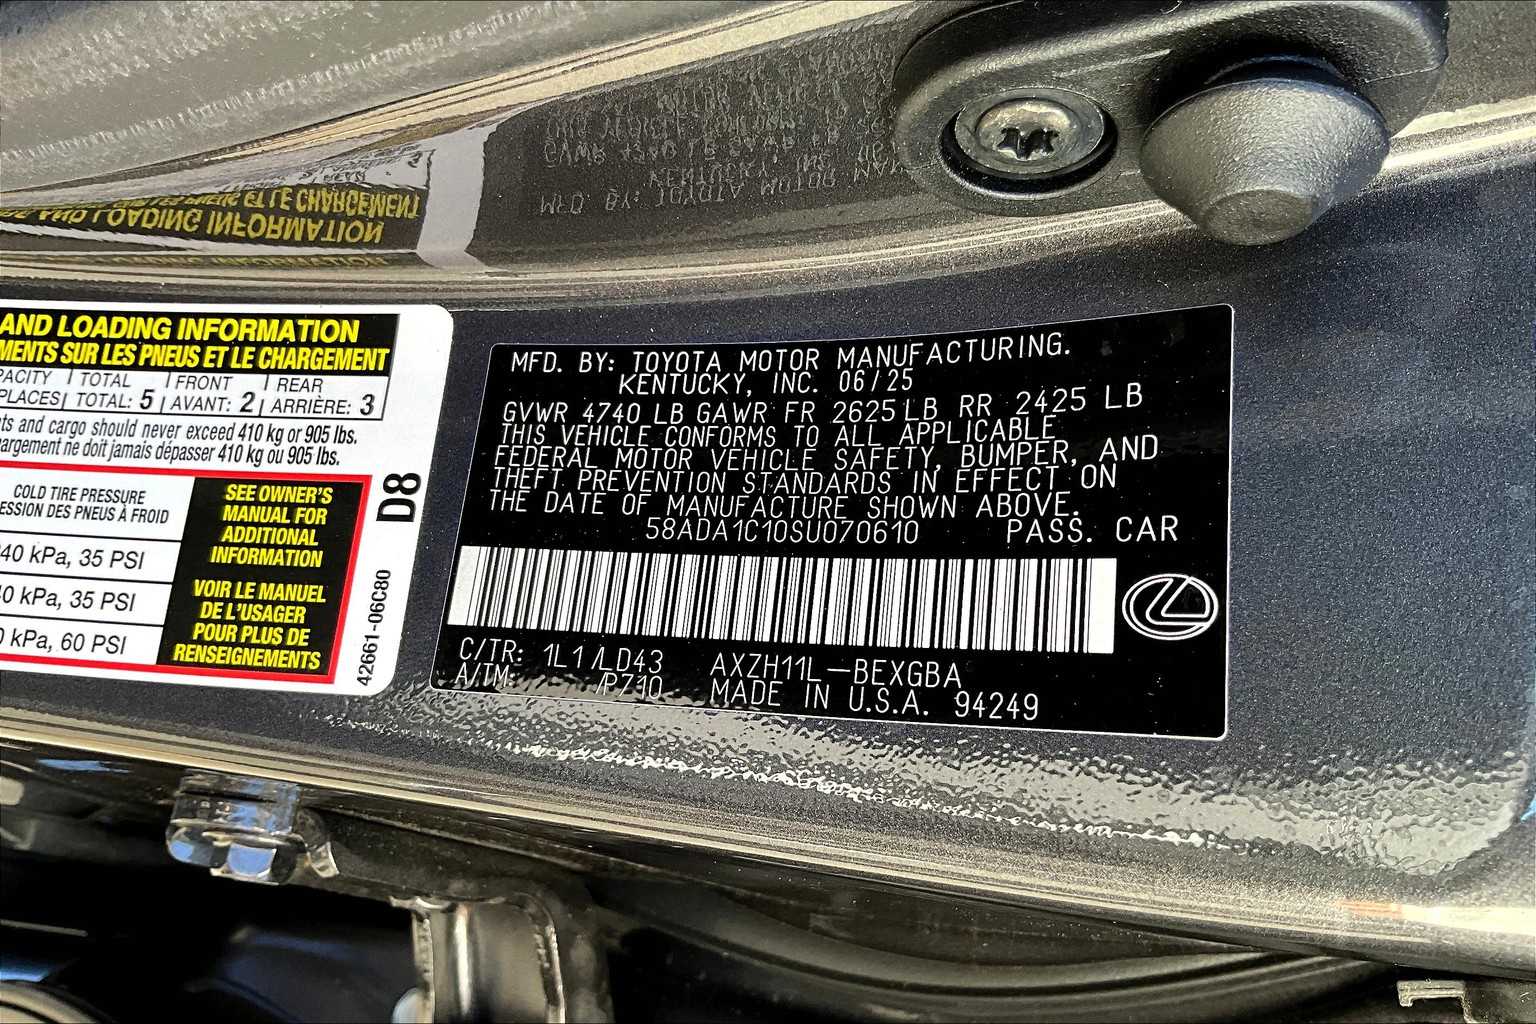 AND LOADING INFORMATION
MENTS SUR LES PNEUS ET LE CHARGEMENT
TOTAL FRONT REAR
PLACES TOTAL: 5 AVANT: 2 ARRIÈRE: 3
and cargo should never exceed 410 kg or 905 lbs.
ne doit jamais dépasser 410 kg ou 905 lbs.
COLD TIRE PRESSURE
DES PNEUS À FROID
kPa, 35 PSI
kPa, 35 PSI
kPa, 60 PSI
SEE OWNER'S
MANUAL FOR
ADDITIONAL
INFORMATION
VOIR LE MANUEL
DE L'USAGER
POUR PLUS DE
RENSEIGNEMENTS
D8
42661-06C80
MFD. BY: TOYOTA MOTOR MANUFACTURING.
KENTUCKY, INC. 06/25
GVWR 4740 LB GAWR FR 2625 LB RR 2425 LB
THIS VEHICLE CONFORMS TO ALL APPLICABLE
FEDERAL MOTOR VEHICLE SAFETY, BUMPER, AND
THEFT PREVENTION STANDARDS IN EFFECT ON
THE DATE OF MANUFACTURE SHOWN ABOVE.
58ADA1C10SU070610 PASS. CAR
C/TR: 1L1/LD43 AXZH11L-BEXGBA
A/TM: /PZ10 MADE IN U.S.A. 94249